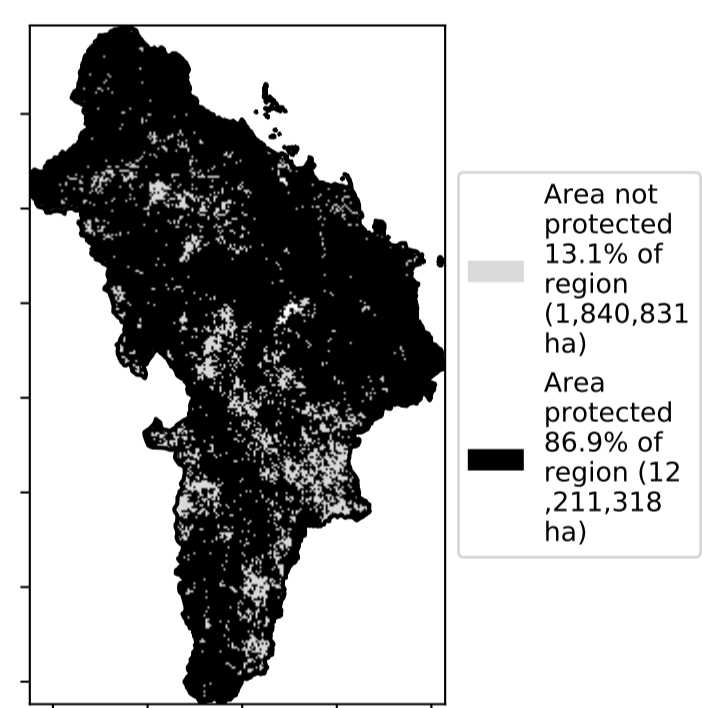 Area not
protected
13.1% of
region
(1,840,831
ha)
Area
protected
86.9% of
region (12
,211,318
ha)